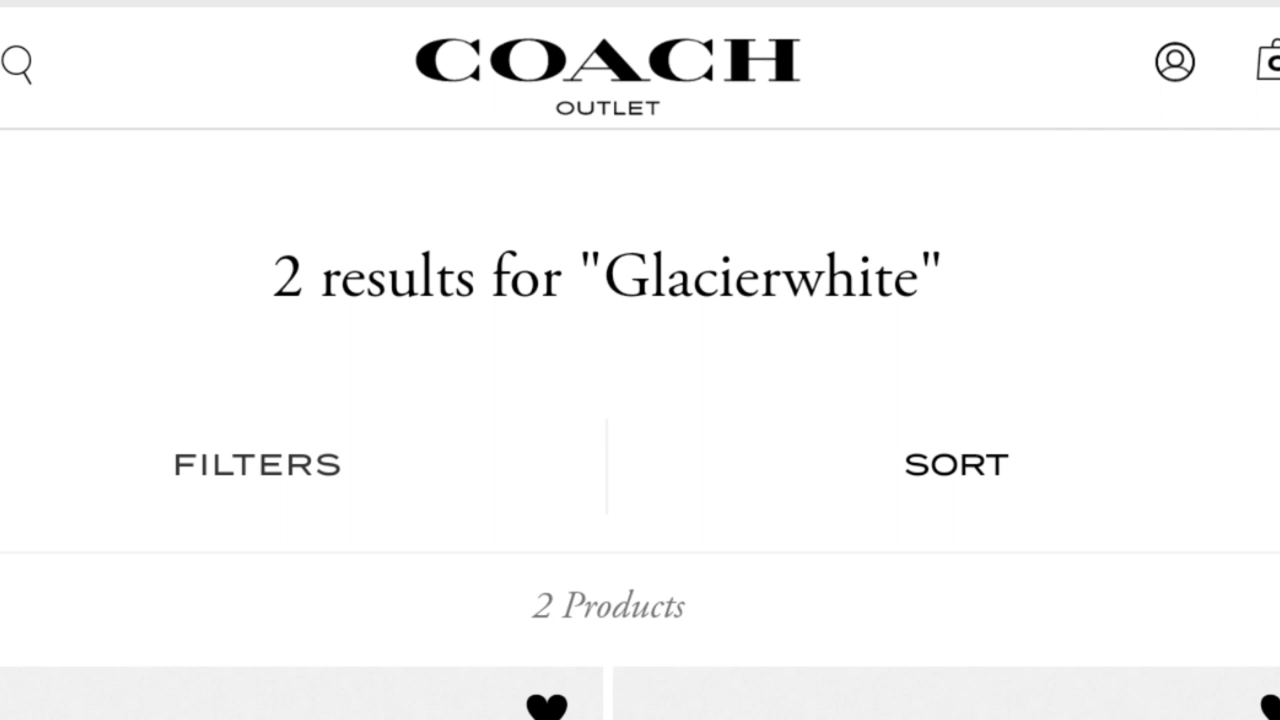 COACH
OUTLET
2 results for "Glacierwhite"
FILTERS
SORT
2 Products